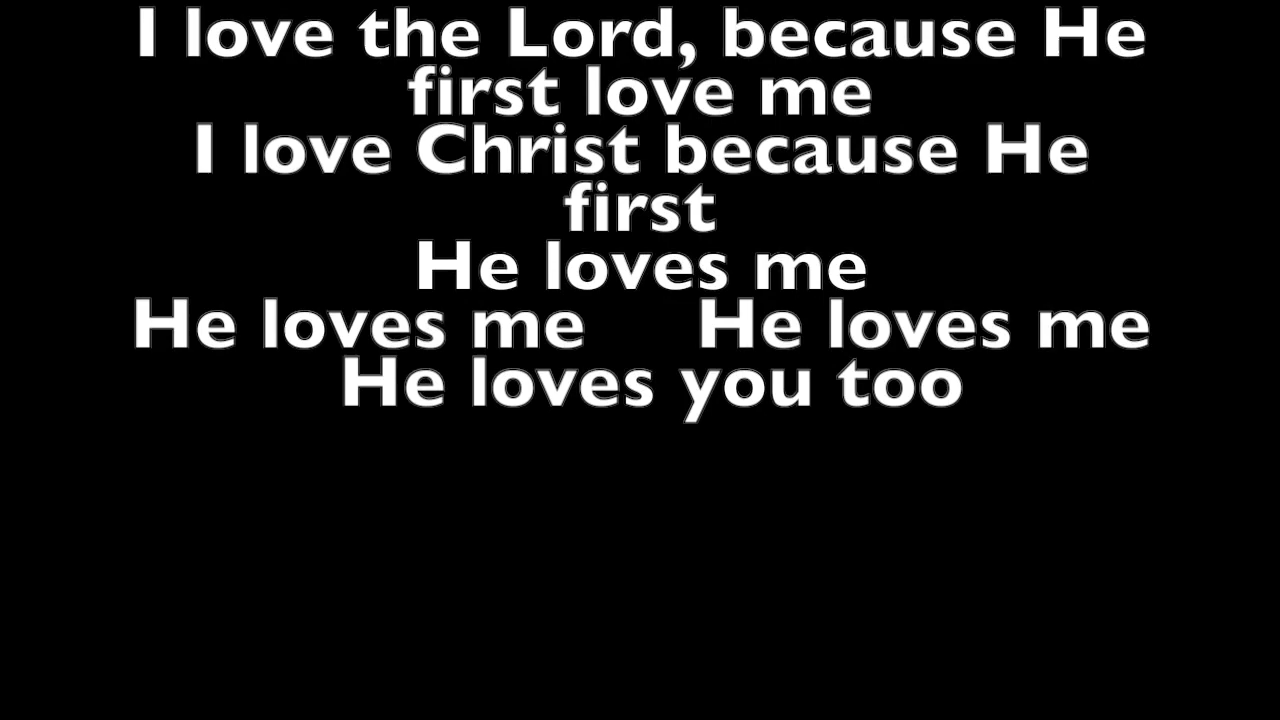 I love the Lord, because He
first love me
I love Christ because He
first
He loves me
He loves me He loves me
He loves you too